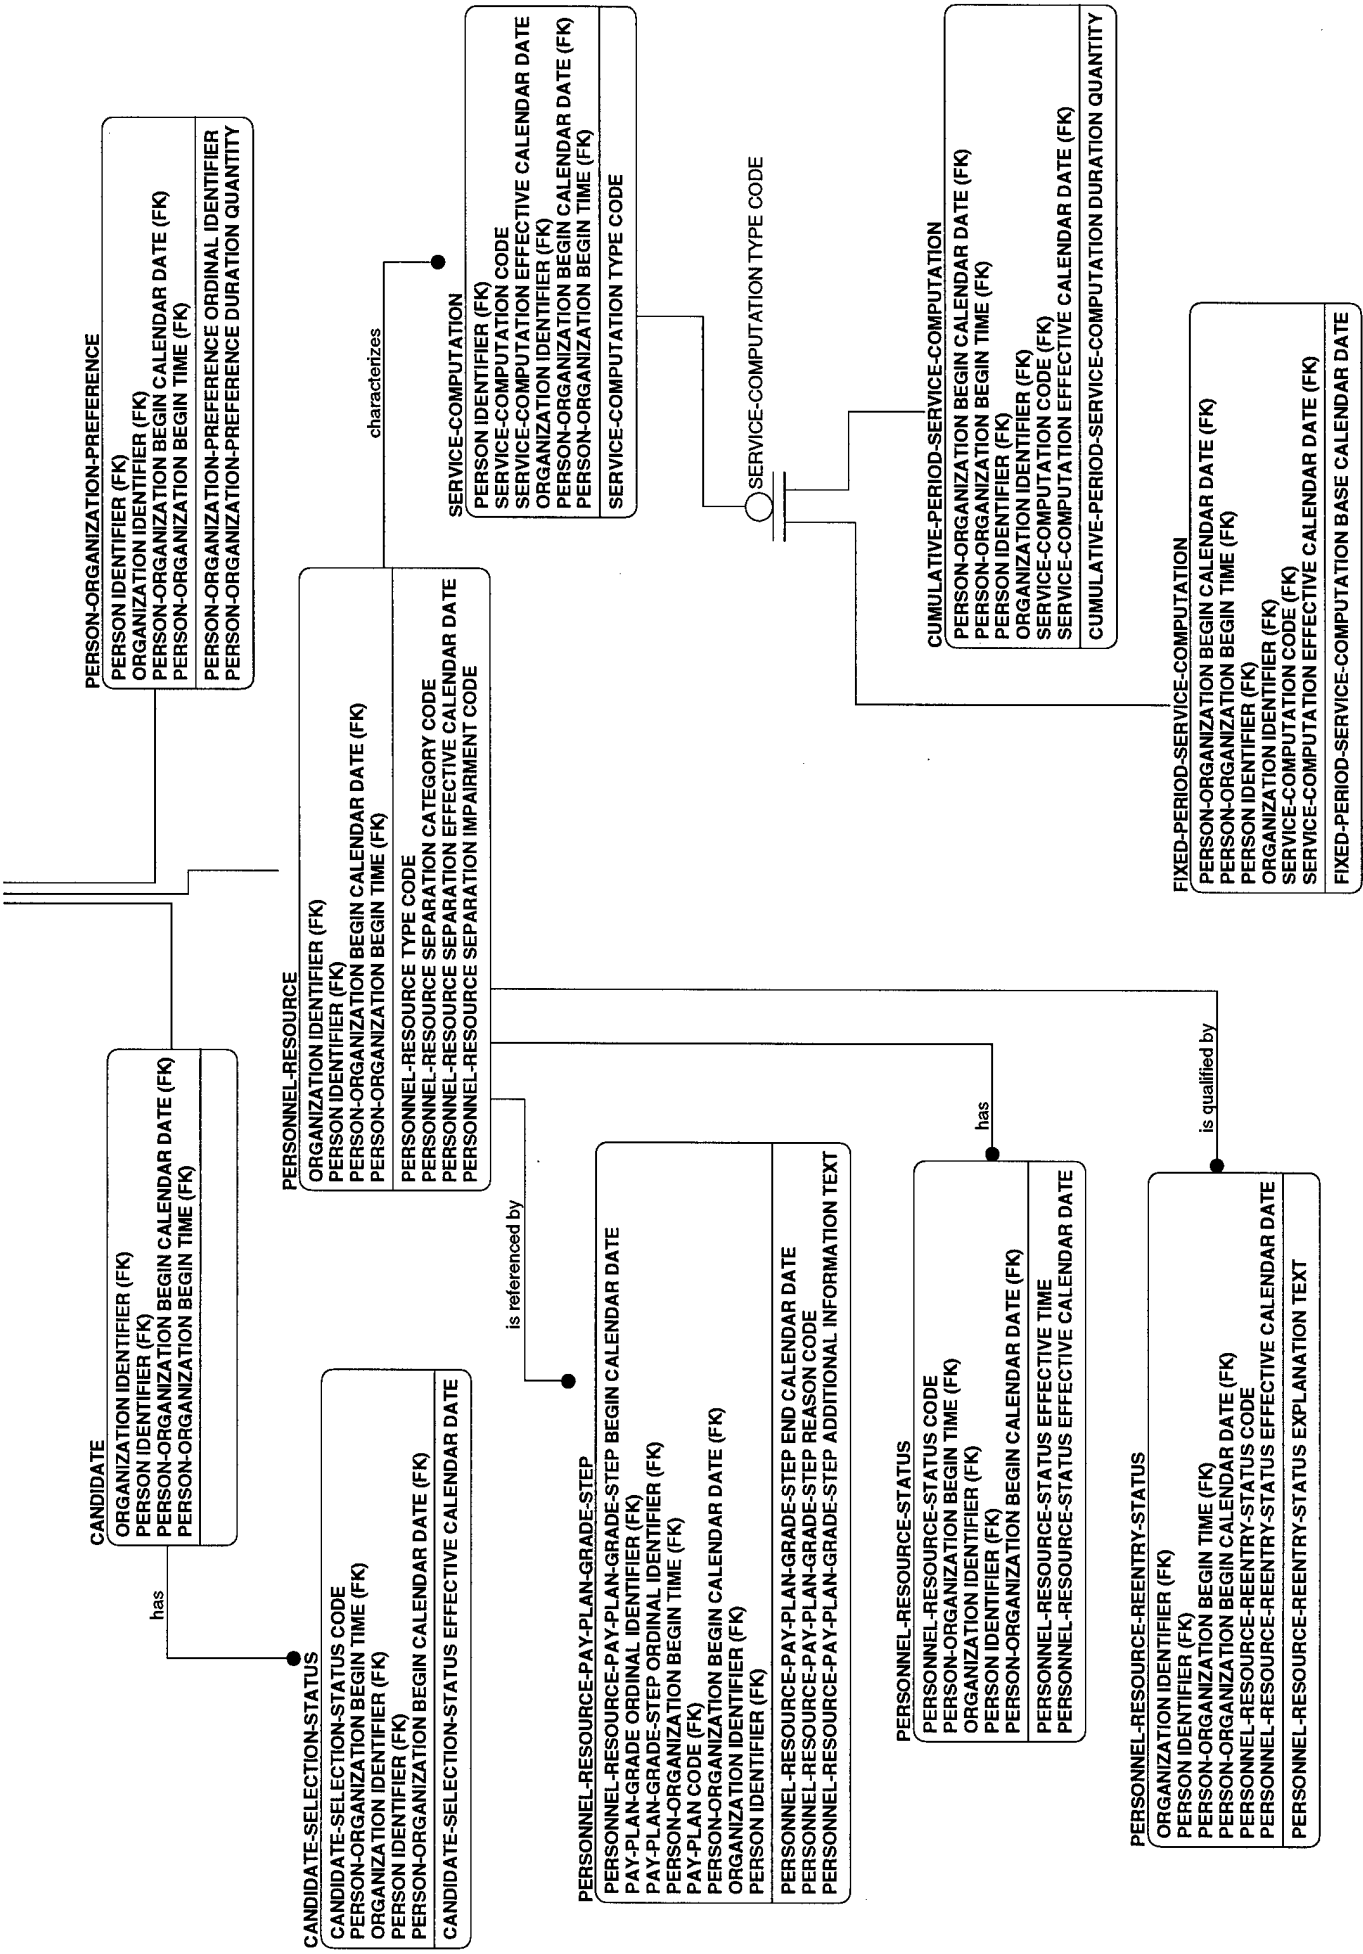 PERSON-ORGANIZATION-PREFERENCE
PERSON IDENTIFIER (FK)
ORGANIZATION IDENTIFIER (FK)
PERSON-ORGANIZATION BEGIN CALENDAR DATE (FK)
PERSON-ORGANIZATION BEGIN TIME (FK)
PERSON-ORGANIZATION-PREFERENCE ORDINAL IDENTIFIER
PERSON-ORGANIZATION-PREFERENCE DURATION QUANTITY
CANDIDATE
ORGANIZATION IDENTIFIER (FK)
PERSON IDENTIFIER (FK)
PERSON-ORGANIZATION BEGIN CALENDAR DATE (FK)
PERSON-ORGANIZATION BEGIN TIME (FK)
has
CANDIDATE-SELECTION-STATUS
CANDIDATE-SELECTION-STATUS CODE
PERSON-ORGANIZATION BEGIN TIME (FK)
ORGANIZATION IDENTIFIER (FK)
PERSON IDENTIFIER (FK)
PERSON-ORGANIZATION BEGIN CALENDAR DATE (FK)
CANDIDATE-SELECTION-STATUS EFFECTIVE CALENDAR DATE
PERSONNEL-RESOURCE
ORGANIZATION IDENTIFIER (FK)
PERSON IDENTIFIER (FK)
PERSON-ORGANIZATION BEGIN CALENDAR DATE (FK)
PERSON-ORGANIZATION BEGIN TIME (FK)
PERSONNEL-RESOURCE TYPE CODE
PERSONNEL-RESOURCE SEPARATION CATEGORY CODE
PERSONNEL-RESOURCE SEPARATION EFFECTIVE CALENDAR DATE
PERSONNEL-RESOURCE SEPARATION IMPAIRMENT CODE
characterizes
SERVICE-COMPUTATION
PERSON IDENTIFIER (FK)
SERVICE-COMPUTATION CODE
SERVICE-COMPUTATION EFFECTIVE CALENDAR DATE
ORGANIZATION IDENTIFIER (FK)
PERSON-ORGANIZATION BEGIN CALENDAR DATE (FK)
PERSON-ORGANIZATION BEGIN TIME (FK)
SERVICE-COMPUTATION TYPE CODE
is referenced by
PERSONNEL-RESOURCE-PAY-PLAN-GRADE-STEP
PERSONNEL-RESOURCE-PAY-PLAN-GRADE-STEP BEGIN CALENDAR DATE
PAY-PLAN-GRADE ORDINAL IDENTIFIER (FK)
PAY-PLAN-GRADE-STEP ORDINAL IDENTIFIER (FK)
PERSON-ORGANIZATION BEGIN TIME (FK)
PAY-PLAN CODE (FK)
PERSON-ORGANIZATION BEGIN CALENDAR DATE (FK)
ORGANIZATION IDENTIFIER (FK)
PERSON IDENTIFIER (FK)
PERSONNEL-RESOURCE-PAY-PLAN-GRADE-STEP END CALENDAR DATE
PERSONNEL-RESOURCE-PAY-PLAN-GRADE-STEP REASON CODE
PERSONNEL-RESOURCE-PAY-PLAN-GRADE-STEP ADDITIONAL INFORMATION TEXT
SERVICE-COMPUTATION TYPE CODE
has
PERSONNEL-RESOURCE-STATUS
PERSONNEL-RESOURCE-STATUS CODE
PERSON-ORGANIZATION BEGIN TIME (FK)
ORGANIZATION IDENTIFIER (FK)
PERSON IDENTIFIER (FK)
PERSON-ORGANIZATION BEGIN CALENDAR DATE (FK)
PERSONNEL-RESOURCE-STATUS EFFECTIVE TIME
PERSONNEL-RESOURCE-STATUS EFFECTIVE CALENDAR DATE
CUMULATIVE-PERIOD-SERVICE-COMPUTATION
PERSON-ORGANIZATION BEGIN CALENDAR DATE (FK)
PERSON-ORGANIZATION BEGIN TIME (FK)
PERSON IDENTIFIER (FK)
ORGANIZATION IDENTIFIER (FK)
SERVICE-COMPUTATION CODE (FK)
SERVICE-COMPUTATION EFFECTIVE CALENDAR DATE (FK)
CUMULATIVE-PERIOD-SERVICE-COMPUTATION DURATION QUANTITY
is qualified by
PERSONNEL-RESOURCE-REENTRY-STATUS
ORGANIZATION IDENTIFIER (FK)
PERSON IDENTIFIER (FK)
PERSON-ORGANIZATION BEGIN TIME (FK)
PERSON-ORGANIZATION BEGIN CALENDAR DATE (FK)
PERSONNEL-RESOURCE-REENTRY-STATUS CODE
PERSONNEL-RESOURCE-REENTRY-STATUS EFFECTIVE CALENDAR DATE
PERSONNEL-RESOURCE-REENTRY-STATUS EXPLANATION TEXT
FIXED-PERIOD-SERVICE-COMPUTATION
PERSON-ORGANIZATION BEGIN CALENDAR DATE (FK)
PERSON-ORGANIZATION BEGIN TIME (FK)
PERSON IDENTIFIER (FK)
ORGANIZATION IDENTIFIER (FK)
SERVICE-COMPUTATION CODE (FK)
SERVICE-COMPUTATION EFFECTIVE CALENDAR DATE (FK)
FIXED-PERIOD-SERVICE-COMPUTATION BASE CALENDAR DATE